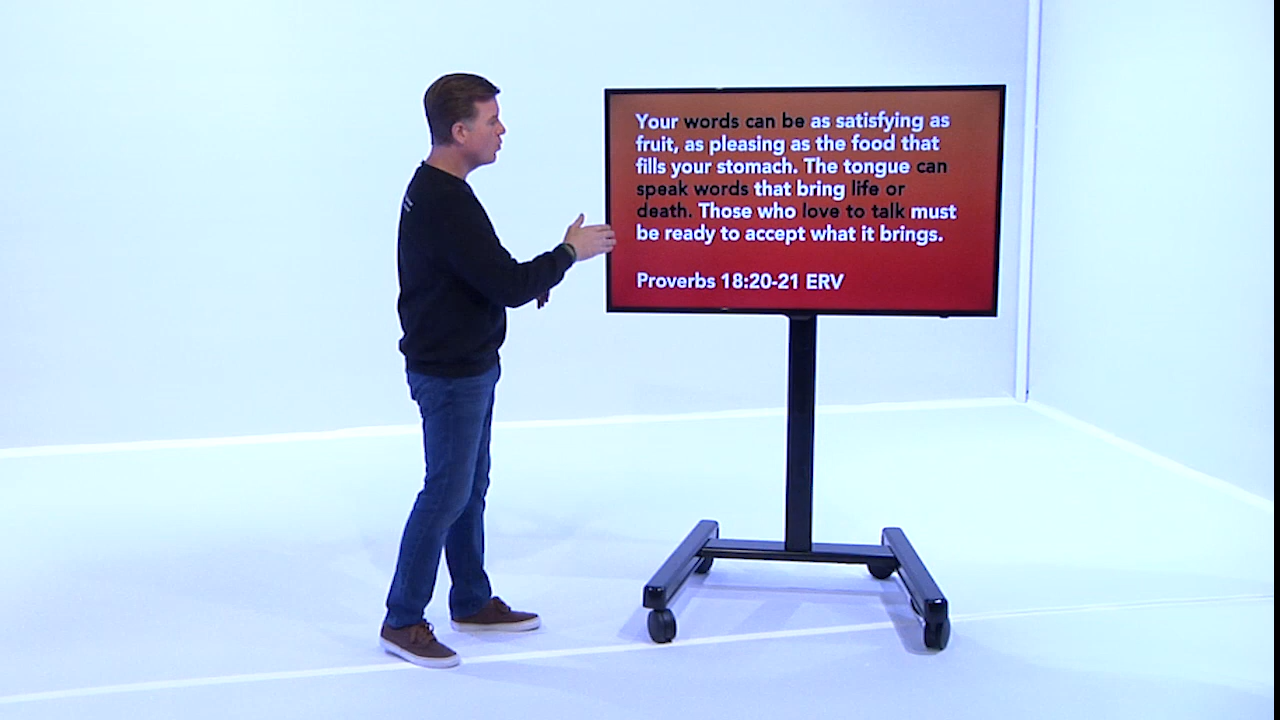 Your words can be as satisfying as
fruit, as pleasing as the food that
fills your stomach. The tongue can
speak words that bring life or
death. Those who love to talk must
be ready to accept what it brings.
Proverbs 18:20-21 ERV